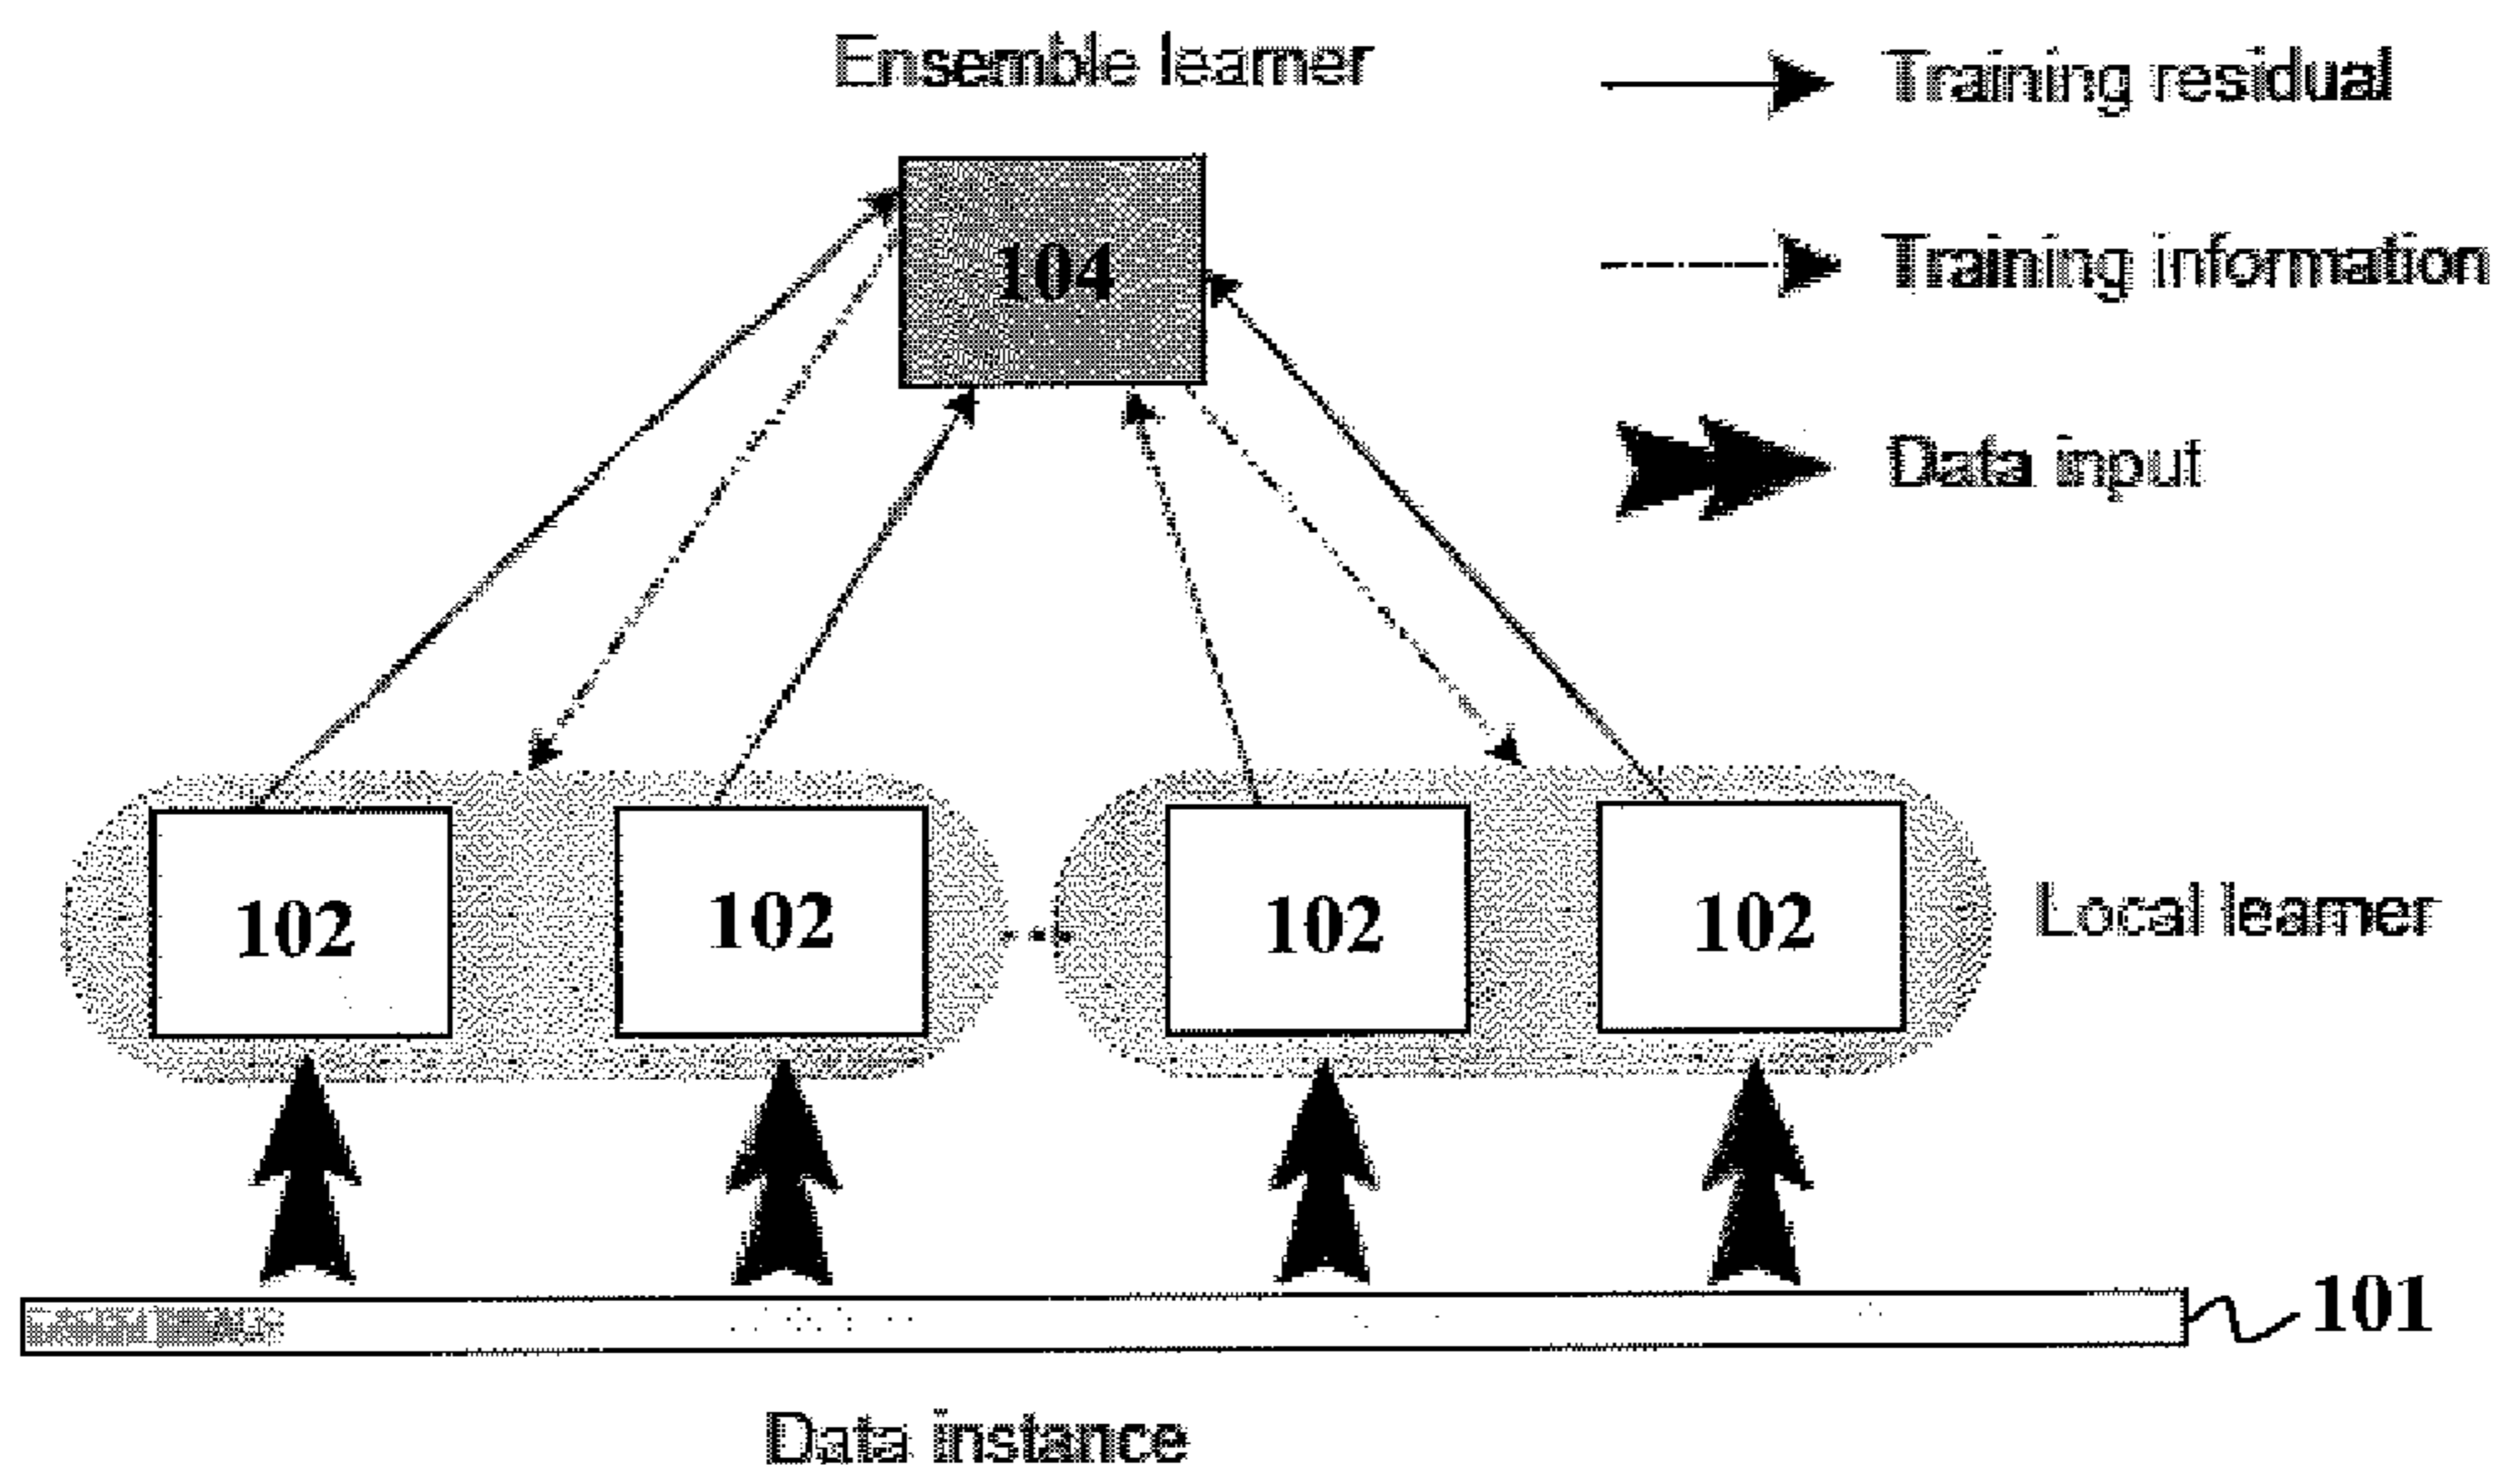 Ensemble learner
Training residual
104
Training information
Data input
102
102
102
102
Local learner
101
Data instance